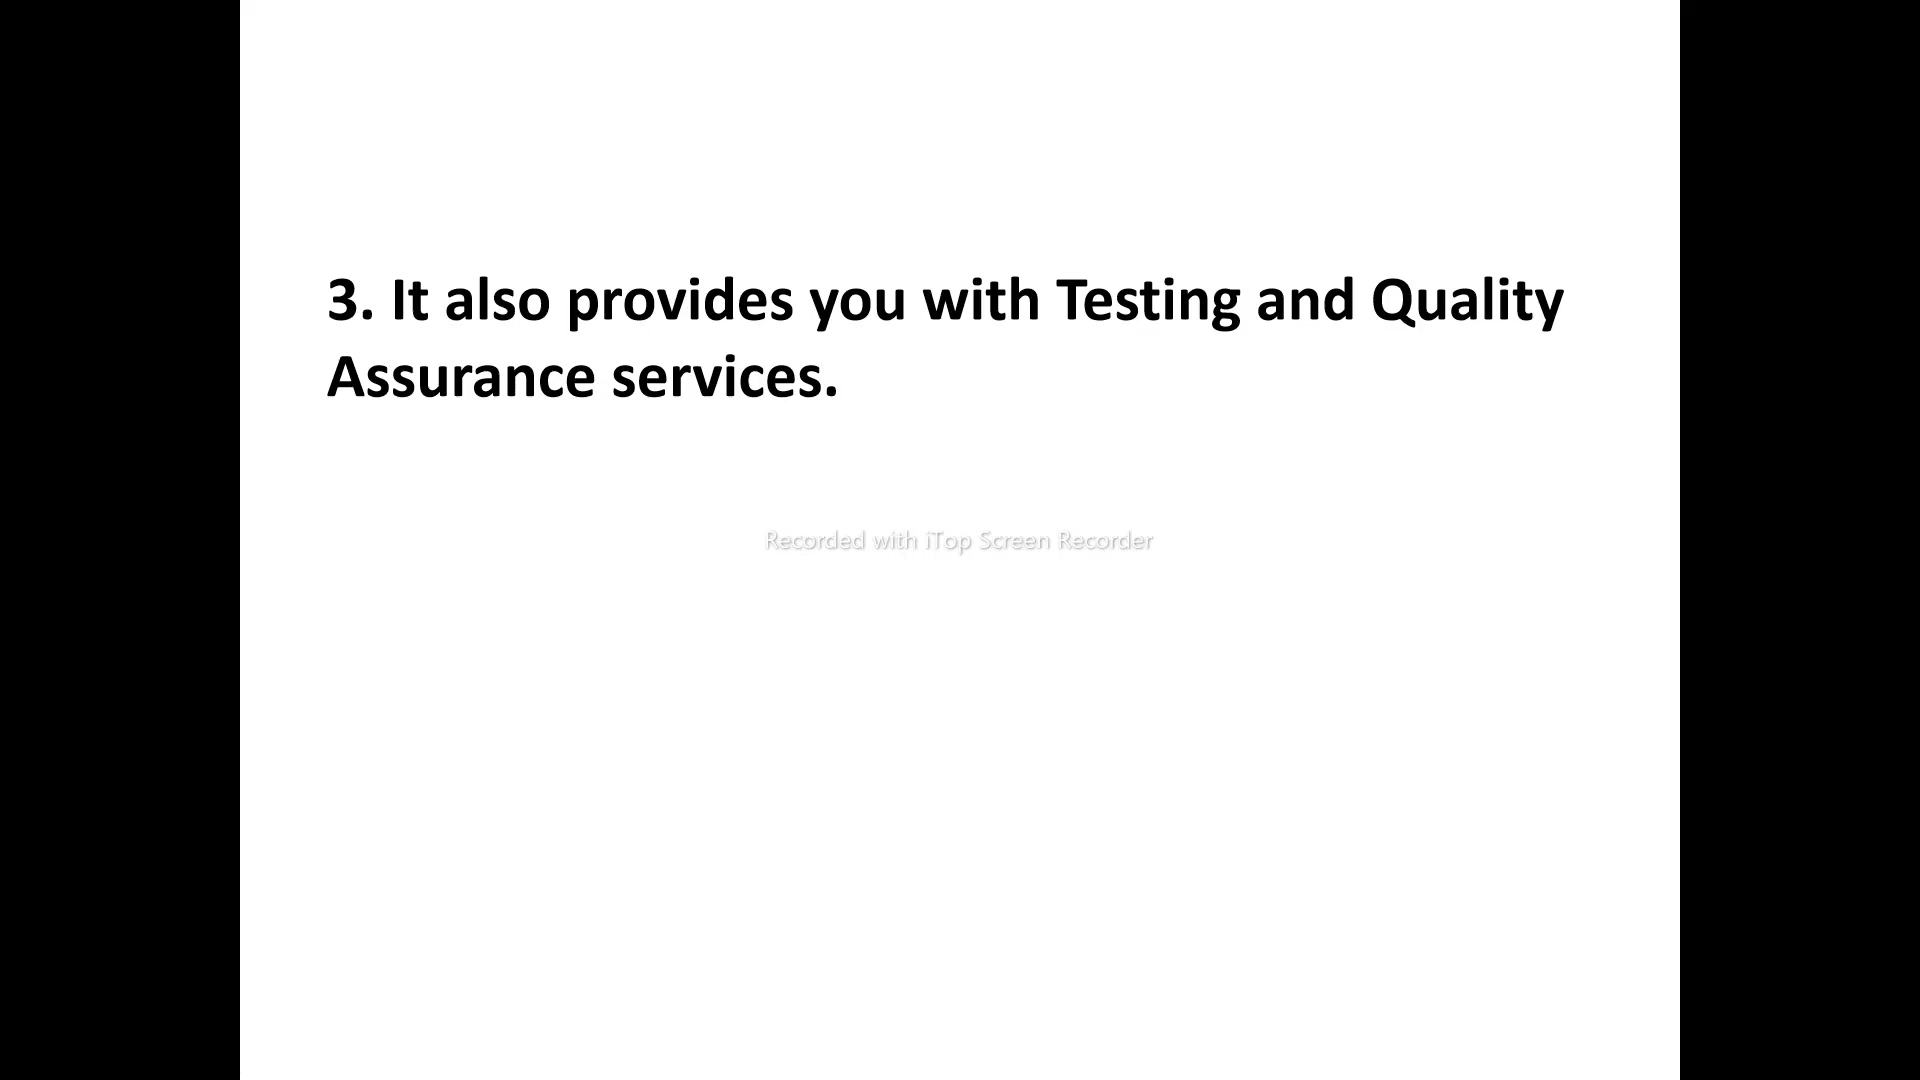 3. It also provides you with Testing and Quality
Assurance services.
Recorded with iTop Screen Recorder